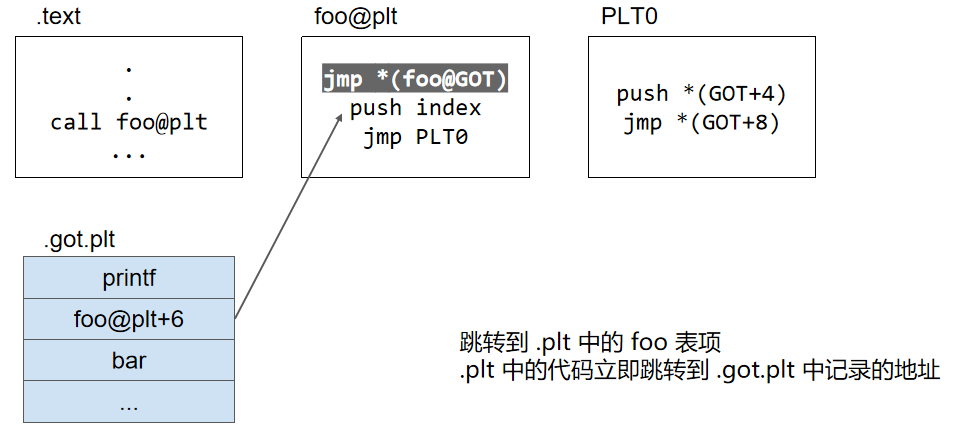 .text
.
.
call foo@plt
...
foo@plt
jmp *(foo@GOT)
push index
jmp PLT0
PLT0
push *(GOT+4)
jmp *(GOT+8)
.got.plt
printf
foo@plt+6
bar
...
跳转到 .plt 中的 foo 表项
.plt 中的代码立即跳转到 .got.plt 中记录的地址